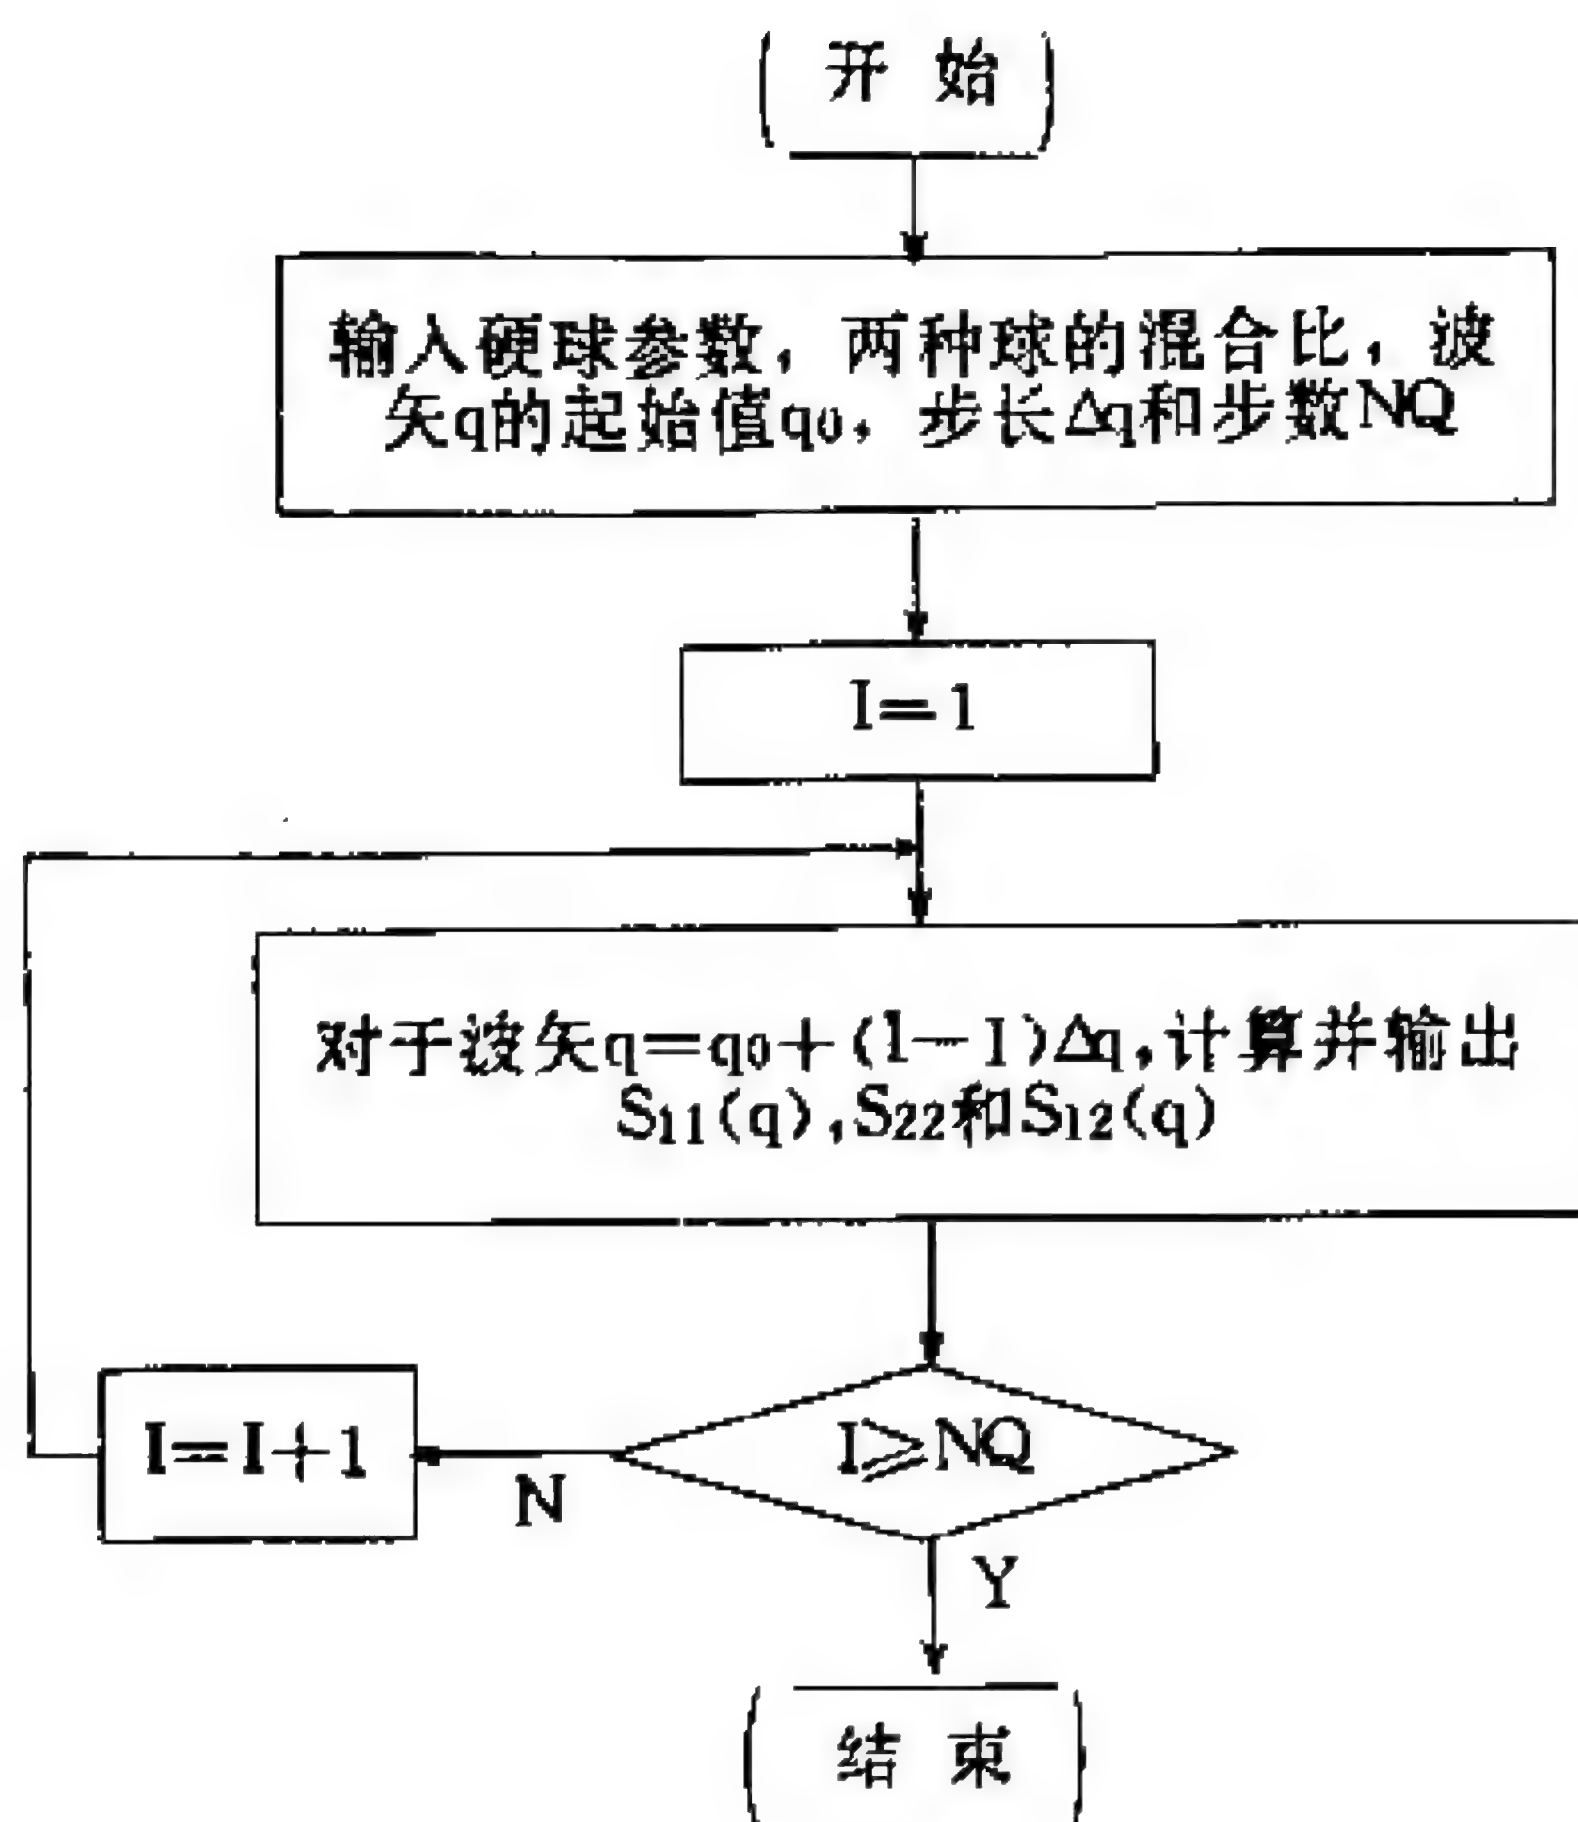 开 始
输入硬球参数，两种球的混合比，波
矢q的起始值q₀，步长Δq和步数NQ
I=1
对于波矢q=q₀+(1-I)Δq,计算并输出
S₁₁(q),S₂₂和S₁₂(q)
I≥NQ
I=I+1
N
Y
结 束